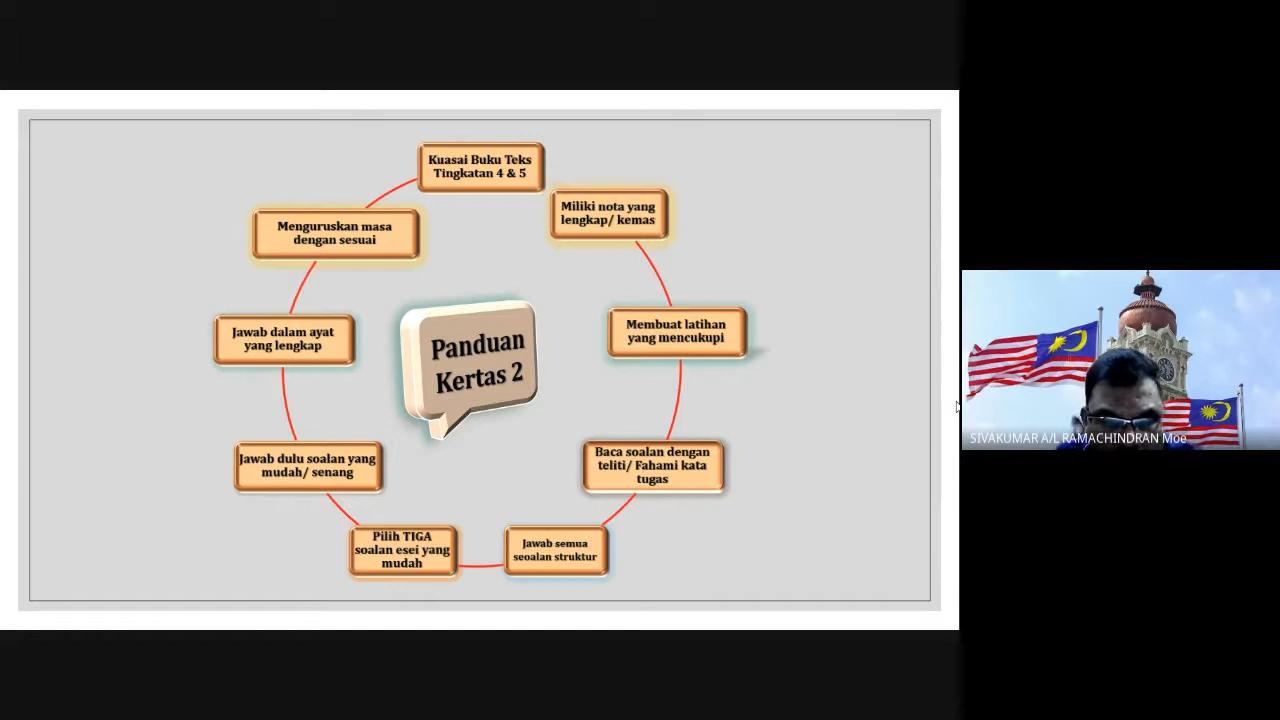 Kuasai Buku Teks
Tingkatan 4 & 5
Miliki nota yang
lengkap/ kemas
Membuat latihan
yang mencukupi
Baca soalan dengan
teliti/ Fahami kata
tugas
Jawab semua
seoalan struktur
Pilih TIGA
soalan esei yang
mudah
Jawab dulu soalan yang
mudah/ senang
Jawab dalam ayat
yang lengkap
Menguruskan masa
dengan sesuai
Panduan
Kertas 2
SIVAKUMAR A/L RAMACHINDRAN Moe